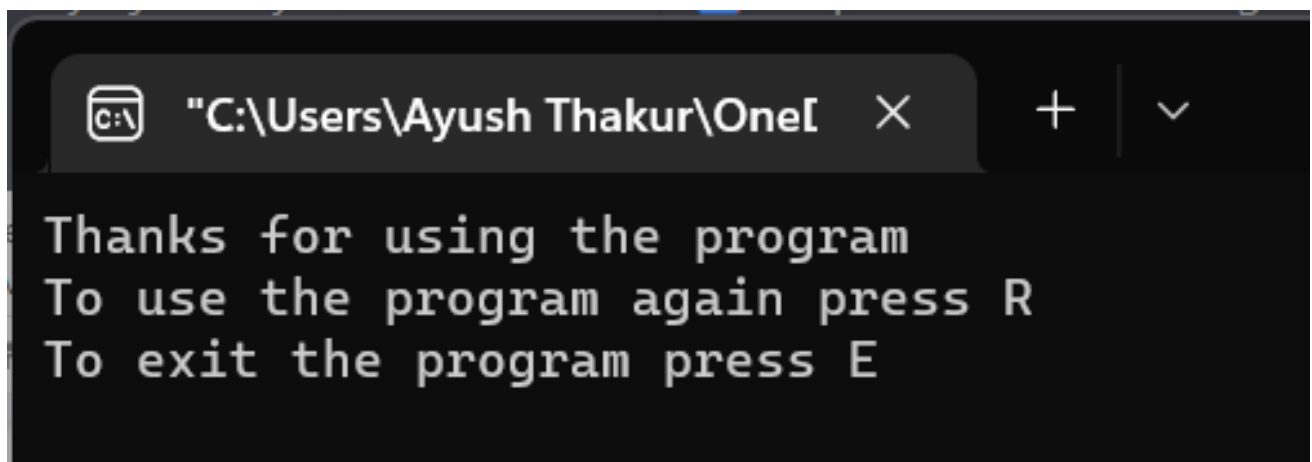 C:\ "C:\Users\Ayush Thakur\One
Thanks for using the program
To use the program again press R
To exit the program press E